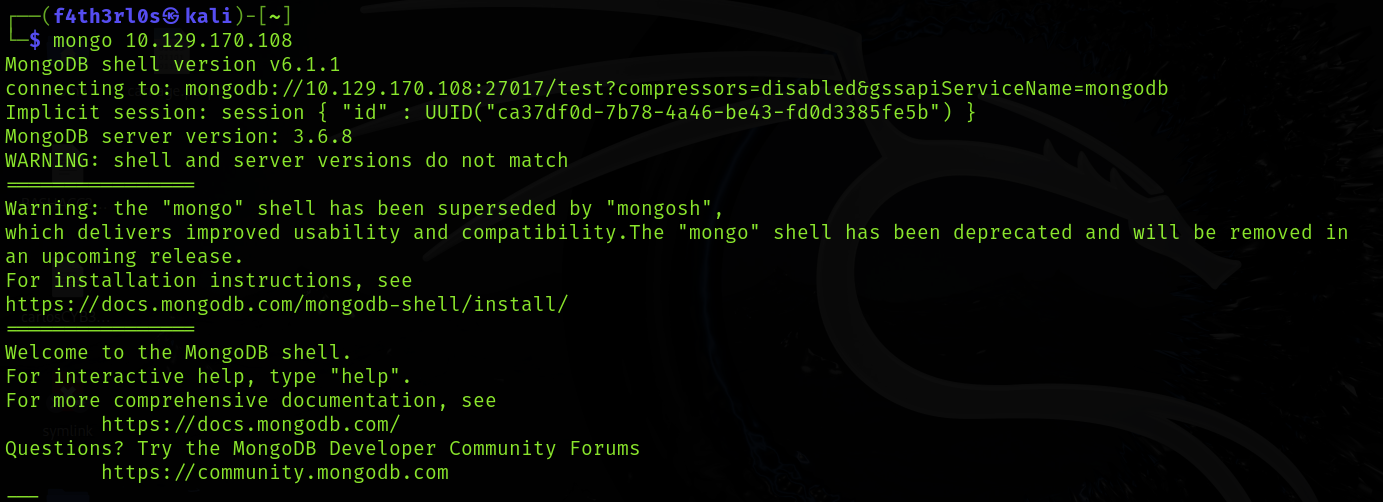 ┌──(f4th3rl0s㉿kali)-[~]
└─$ mongo 10.129.170.108
MongoDB shell version v6.1.1
connecting to: mongodb://10.129.170.108:27017/test?compressors=disabled&gssapiServiceName=mongodb
Implicit session: session { "id" : UUID("ca37df0d-7b78-4a46-be43-fd0d3385fe5b") }
MongoDB server version: 3.6.8
WARNING: shell and server versions do not match
================
Warning: the "mongo" shell has been superseded by "mongosh",
which delivers improved usability and compatibility.The "mongo" shell has been deprecated and will be removed in
an upcoming release.
For installation instructions, see
https://docs.mongodb.com/mongodb-shell/install/
================
Welcome to the MongoDB shell.
For interactive help, type "help".
For more comprehensive documentation, see
        https://docs.mongodb.com/
symlink
Questions? Try the MongoDB Developer Community Forums
        https://community.mongodb.com
---